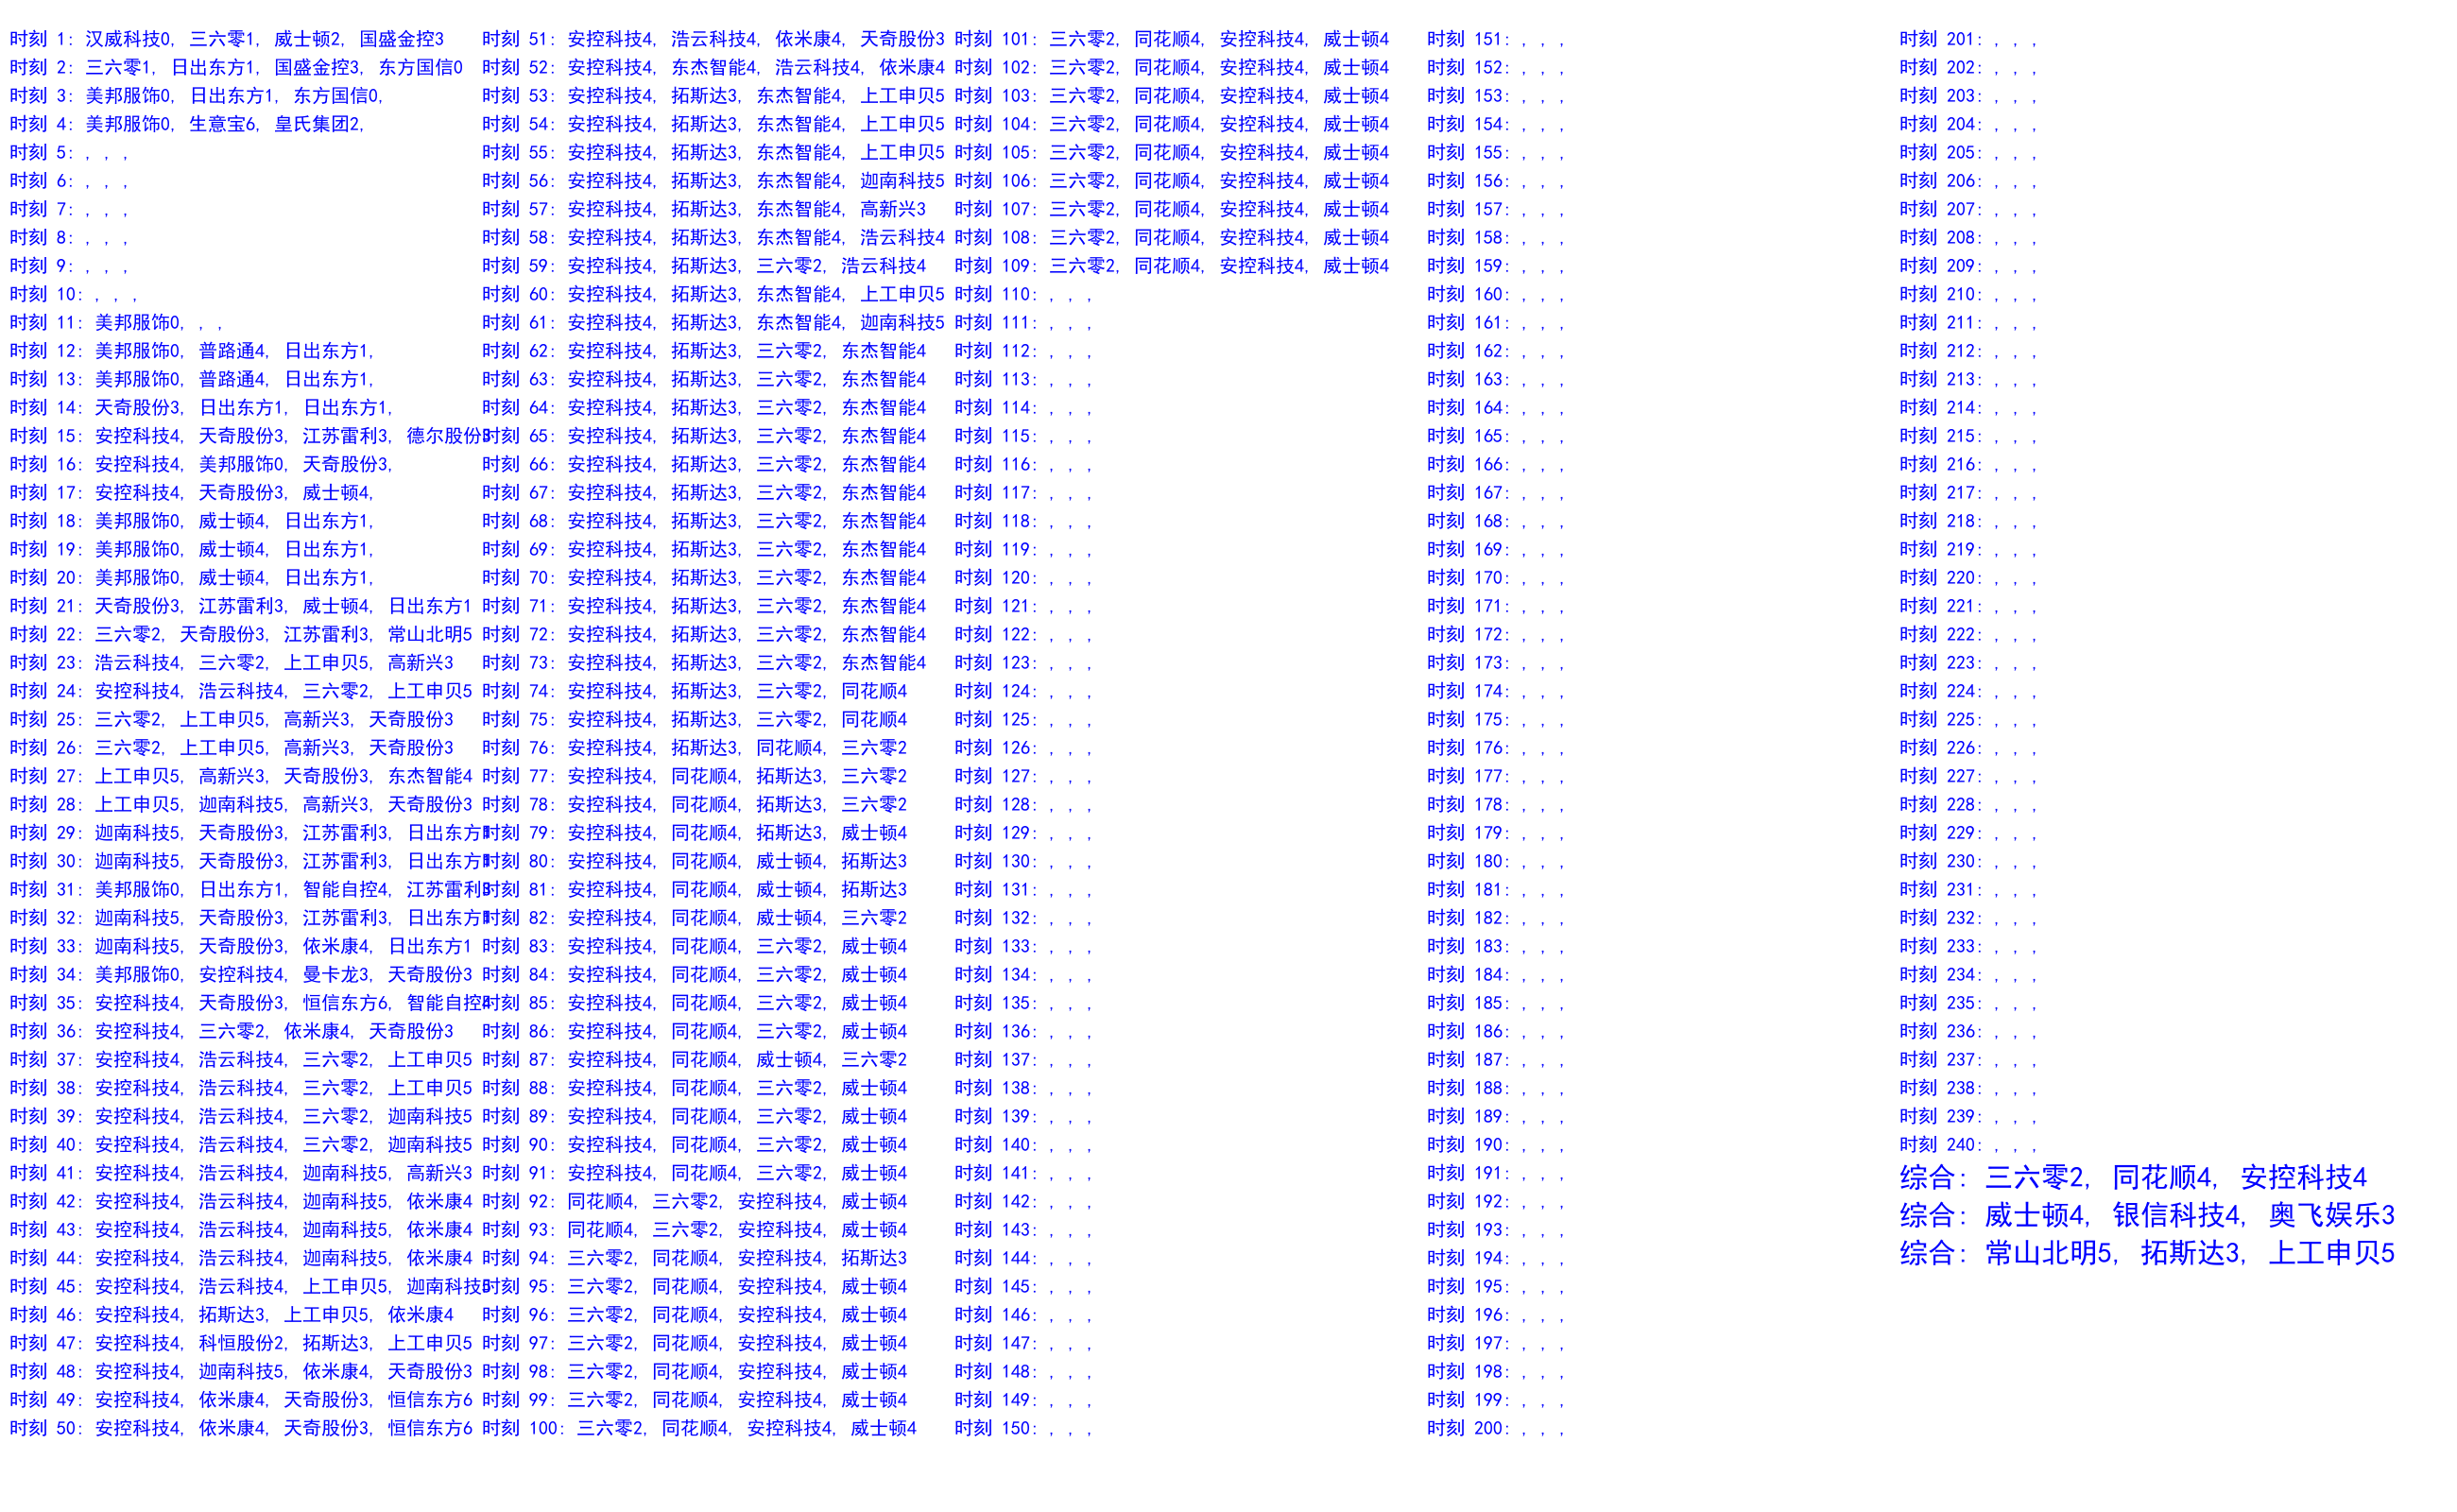 时刻 1: 汉威科技0, 三六零1, 威士顿2, 国盛金控3
时刻 2: 三六零1, 日出东方1, 国盛金控3, 东方国信0
时刻 3: 美邦服饰0, 日出东方1, 东方国信0,
时刻 4: 美邦服饰0, 生意宝6, 皇氏集团2,
时刻 5: , , ,
时刻 6: , , ,
时刻 7: , , ,
时刻 8: , , ,
时刻 9: , , ,
时刻 10: , , ,
时刻 11: 美邦服饰0, , ,
时刻 12: 美邦服饰0, 普路通4, 日出东方1,
时刻 13: 美邦服饰0, 普路通4, 日出东方1,
时刻 14: 天奇股份3, 日出东方1, 日出东方1,
时刻 15: 安控科技4, 天奇股份3, 江苏雷利3, 德尔股份3
时刻 16: 安控科技4, 美邦服饰0, 天奇股份3,
时刻 17: 安控科技4, 天奇股份3, 威士顿4,
时刻 18: 美邦服饰0, 威士顿4, 日出东方1,
时刻 19: 美邦服饰0, 威士顿4, 日出东方1,
时刻 20: 美邦服饰0, 威士顿4, 日出东方1,
时刻 21: 天奇股份3, 江苏雷利3, 威士顿4, 日出东方1
时刻 22: 三六零2, 天奇股份3, 江苏雷利3, 常山北明5
时刻 23: 浩云科技4, 三六零2, 上工申贝5, 高新兴3
时刻 24: 安控科技4, 浩云科技4, 三六零2, 上工申贝5
时刻 25: 三六零2, 上工申贝5, 高新兴3, 天奇股份3
时刻 26: 三六零2, 上工申贝5, 高新兴3, 天奇股份3
时刻 27: 上工申贝5, 高新兴3, 天奇股份3, 东杰智能4
时刻 28: 上工申贝5, 迦南科技5, 高新兴3, 天奇股份3
时刻 29: 迦南科技5, 天奇股份3, 江苏雷利3, 日出东方1
时刻 30: 迦南科技5, 天奇股份3, 江苏雷利3, 日出东方1
时刻 31: 美邦服饰0, 日出东方1, 智能自控4, 江苏雷利3
时刻 32: 迦南科技5, 天奇股份3, 江苏雷利3, 日出东方1
时刻 33: 迦南科技5, 天奇股份3, 依米康4, 日出东方1
时刻 34: 美邦服饰0, 安控科技4, 曼卡龙3, 天奇股份3
时刻 35: 安控科技4, 天奇股份3, 恒信东方6, 智能自控4
时刻 36: 安控科技4, 三六零2, 依米康4, 天奇股份3
时刻 37: 安控科技4, 浩云科技4, 三六零2, 上工申贝5
时刻 38: 安控科技4, 浩云科技4, 三六零2, 上工申贝5
时刻 39: 安控科技4, 浩云科技4, 三六零2, 迦南科技5
时刻 40: 安控科技4, 浩云科技4, 三六零2, 迦南科技5
时刻 41: 安控科技4, 浩云科技4, 迦南科技5, 高新兴3
时刻 42: 安控科技4, 浩云科技4, 迦南科技5, 依米康4
时刻 43: 安控科技4, 浩云科技4, 迦南科技5, 依米康4
时刻 44: 安控科技4, 浩云科技4, 迦南科技5, 依米康4
时刻 45: 安控科技4, 浩云科技4, 上工申贝5, 迦南科技5
时刻 46: 安控科技4, 拓斯达3, 上工申贝5, 依米康4
时刻 47: 安控科技4, 科恒股份2, 拓斯达3, 上工申贝5
时刻 48: 安控科技4, 迦南科技5, 依米康4, 天奇股份3
时刻 49: 安控科技4, 依米康4, 天奇股份3, 恒信东方6
时刻 50: 安控科技4, 依米康4, 天奇股份3, 恒信东方6
时刻 51: 安控科技4, 浩云科技4, 依米康4, 天奇股份3
时刻 52: 安控科技4, 东杰智能4, 浩云科技4, 依米康4
时刻 53: 安控科技4, 拓斯达3, 东杰智能4, 上工申贝5
时刻 54: 安控科技4, 拓斯达3, 东杰智能4, 上工申贝5
时刻 55: 安控科技4, 拓斯达3, 东杰智能4, 上工申贝5
时刻 56: 安控科技4, 拓斯达3, 东杰智能4, 迦南科技5
时刻 57: 安控科技4, 拓斯达3, 东杰智能4, 高新兴3
时刻 58: 安控科技4, 拓斯达3, 东杰智能4, 浩云科技4
时刻 59: 安控科技4, 拓斯达3, 三六零2, 浩云科技4
时刻 60: 安控科技4, 拓斯达3, 东杰智能4, 上工申贝5
时刻 61: 安控科技4, 拓斯达3, 东杰智能4, 迦南科技5
时刻 62: 安控科技4, 拓斯达3, 三六零2, 东杰智能4
时刻 63: 安控科技4, 拓斯达3, 三六零2, 东杰智能4
时刻 64: 安控科技4, 拓斯达3, 三六零2, 东杰智能4
时刻 65: 安控科技4, 拓斯达3, 三六零2, 东杰智能4
时刻 66: 安控科技4, 拓斯达3, 三六零2, 东杰智能4
时刻 67: 安控科技4, 拓斯达3, 三六零2, 东杰智能4
时刻 68: 安控科技4, 拓斯达3, 三六零2, 东杰智能4
时刻 69: 安控科技4, 拓斯达3, 三六零2, 东杰智能4
时刻 70: 安控科技4, 拓斯达3, 三六零2, 东杰智能4
时刻 71: 安控科技4, 拓斯达3, 三六零2, 东杰智能4
时刻 72: 安控科技4, 拓斯达3, 三六零2, 东杰智能4
时刻 73: 安控科技4, 拓斯达3, 三六零2, 东杰智能4
时刻 74: 安控科技4, 拓斯达3, 三六零2, 同花顺4
时刻 75: 安控科技4, 拓斯达3, 三六零2, 同花顺4
时刻 76: 安控科技4, 拓斯达3, 同花顺4, 三六零2
时刻 77: 安控科技4, 同花顺4, 拓斯达3, 三六零2
时刻 78: 安控科技4, 同花顺4, 拓斯达3, 三六零2
时刻 79: 安控科技4, 同花顺4, 拓斯达3, 威士顿4
时刻 80: 安控科技4, 同花顺4, 威士顿4, 拓斯达3
时刻 81: 安控科技4, 同花顺4, 威士顿4, 拓斯达3
时刻 82: 安控科技4, 同花顺4, 威士顿4, 三六零2
时刻 83: 安控科技4, 同花顺4, 三六零2, 威士顿4
时刻 84: 安控科技4, 同花顺4, 三六零2, 威士顿4
时刻 85: 安控科技4, 同花顺4, 三六零2, 威士顿4
时刻 86: 安控科技4, 同花顺4, 三六零2, 威士顿4
时刻 87: 安控科技4, 同花顺4, 威士顿4, 三六零2
时刻 88: 安控科技4, 同花顺4, 三六零2, 威士顿4
时刻 89: 安控科技4, 同花顺4, 三六零2, 威士顿4
时刻 90: 安控科技4, 同花顺4, 三六零2, 威士顿4
时刻 91: 安控科技4, 同花顺4, 三六零2, 威士顿4
时刻 92: 同花顺4, 三六零2, 安控科技4, 威士顿4
时刻 93: 同花顺4, 三六零2, 安控科技4, 威士顿4
时刻 94: 三六零2, 同花顺4, 安控科技4, 拓斯达3
时刻 95: 三六零2, 同花顺4, 安控科技4, 威士顿4
时刻 96: 三六零2, 同花顺4, 安控科技4, 威士顿4
时刻 97: 三六零2, 同花顺4, 安控科技4, 威士顿4
时刻 98: 三六零2, 同花顺4, 安控科技4, 威士顿4
时刻 99: 三六零2, 同花顺4, 安控科技4, 威士顿4
时刻 100: 三六零2, 同花顺4, 安控科技4, 威士顿4
时刻 101: 三六零2, 同花顺4, 安控科技4, 威士顿4
时刻 102: 三六零2, 同花顺4, 安控科技4, 威士顿4
时刻 103: 三六零2, 同花顺4, 安控科技4, 威士顿4
时刻 104: 三六零2, 同花顺4, 安控科技4, 威士顿4
时刻 105: 三六零2, 同花顺4, 安控科技4, 威士顿4
时刻 106: 三六零2, 同花顺4, 安控科技4, 威士顿4
时刻 107: 三六零2, 同花顺4, 安控科技4, 威士顿4
时刻 108: 三六零2, 同花顺4, 安控科技4, 威士顿4
时刻 109: 三六零2, 同花顺4, 安控科技4, 威士顿4
时刻 110: , , ,
时刻 111: , , ,
时刻 112: , , ,
时刻 113: , , ,
时刻 114: , , ,
时刻 115: , , ,
时刻 116: , , ,
时刻 117: , , ,
时刻 118: , , ,
时刻 119: , , ,
时刻 120: , , ,
时刻 121: , , ,
时刻 122: , , ,
时刻 123: , , ,
时刻 124: , , ,
时刻 125: , , ,
时刻 126: , , ,
时刻 127: , , ,
时刻 128: , , ,
时刻 129: , , ,
时刻 130: , , ,
时刻 131: , , ,
时刻 132: , , ,
时刻 133: , , ,
时刻 134: , , ,
时刻 135: , , ,
时刻 136: , , ,
时刻 137: , , ,
时刻 138: , , ,
时刻 139: , , ,
时刻 140: , , ,
时刻 141: , , ,
时刻 142: , , ,
时刻 143: , , ,
时刻 144: , , ,
时刻 145: , , ,
时刻 146: , , ,
时刻 147: , , ,
时刻 148: , , ,
时刻 149: , , ,
时刻 150: , , ,
时刻 151: , , ,
时刻 152: , , ,
时刻 153: , , ,
时刻 154: , , ,
时刻 155: , , ,
时刻 156: , , ,
时刻 157: , , ,
时刻 158: , , ,
时刻 159: , , ,
时刻 160: , , ,
时刻 161: , , ,
时刻 162: , , ,
时刻 163: , , ,
时刻 164: , , ,
时刻 165: , , ,
时刻 166: , , ,
时刻 167: , , ,
时刻 168: , , ,
时刻 169: , , ,
时刻 170: , , ,
时刻 171: , , ,
时刻 172: , , ,
时刻 173: , , ,
时刻 174: , , ,
时刻 175: , , ,
时刻 176: , , ,
时刻 177: , , ,
时刻 178: , , ,
时刻 179: , , ,
时刻 180: , , ,
时刻 181: , , ,
时刻 182: , , ,
时刻 183: , , ,
时刻 184: , , ,
时刻 185: , , ,
时刻 186: , , ,
时刻 187: , , ,
时刻 188: , , ,
时刻 189: , , ,
时刻 190: , , ,
时刻 191: , , ,
时刻 192: , , ,
时刻 193: , , ,
时刻 194: , , ,
时刻 195: , , ,
时刻 196: , , ,
时刻 197: , , ,
时刻 198: , , ,
时刻 199: , , ,
时刻 200: , , ,
时刻 201: , , ,
时刻 202: , , ,
时刻 203: , , ,
时刻 204: , , ,
时刻 205: , , ,
时刻 206: , , ,
时刻 207: , , ,
时刻 208: , , ,
时刻 209: , , ,
时刻 210: , , ,
时刻 211: , , ,
时刻 212: , , ,
时刻 213: , , ,
时刻 214: , , ,
时刻 215: , , ,
时刻 216: , , ,
时刻 217: , , ,
时刻 218: , , ,
时刻 219: , , ,
时刻 220: , , ,
时刻 221: , , ,
时刻 222: , , ,
时刻 223: , , ,
时刻 224: , , ,
时刻 225: , , ,
时刻 226: , , ,
时刻 227: , , ,
时刻 228: , , ,
时刻 229: , , ,
时刻 230: , , ,
时刻 231: , , ,
时刻 232: , , ,
时刻 233: , , ,
时刻 234: , , ,
时刻 235: , , ,
时刻 236: , , ,
时刻 237: , , ,
时刻 238: , , ,
时刻 239: , , ,
时刻 240: , , ,
综合: 三六零2, 同花顺4, 安控科技4
综合: 威士顿4, 银信科技4, 奥飞娱乐3
综合: 常山北明5, 拓斯达3, 上工申贝5